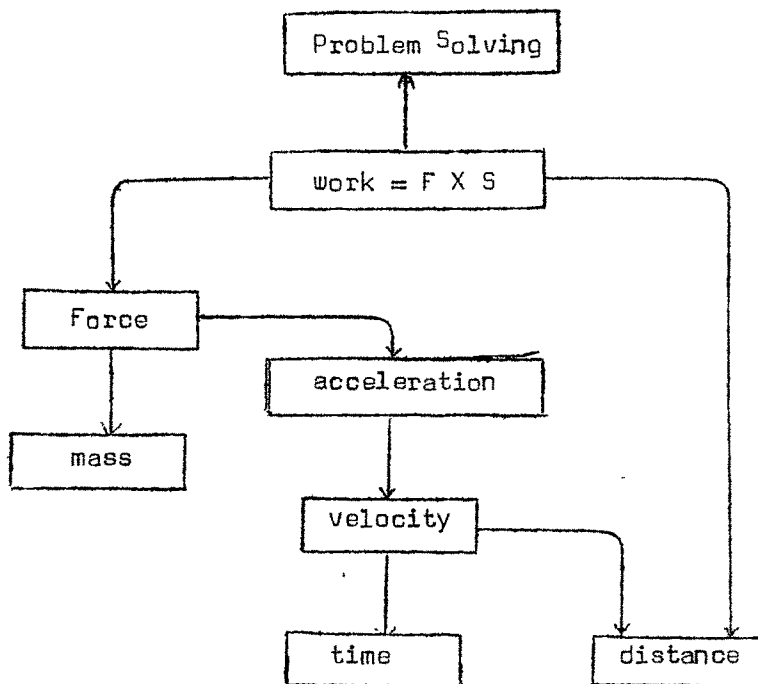 Problem Solving
work = F X S
Force
acceleration
mass
velocity
time
distance